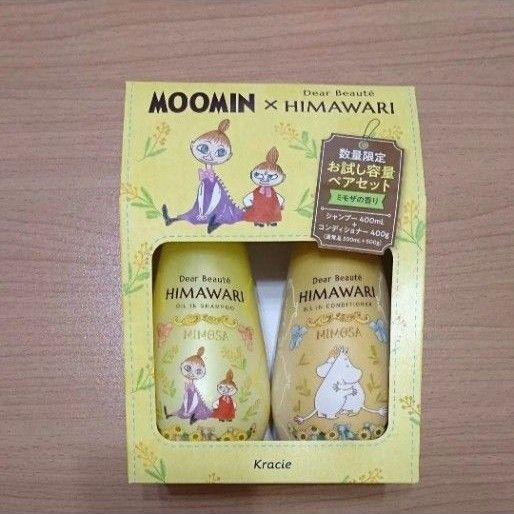 MOOMIN × Dear Beauté HIMAWARI
数量限定
お試し容量
ペアセット
ミモザの香り
シャンプー 400mL
+
コンディショナー 400g
Dear Beauté
HIMAWARI
OIL IN SHAMPOO
MIMOSA
Dear Beauté
HIMAWARI
OIL IN CONDITIONER
MIMOSA
Kracie